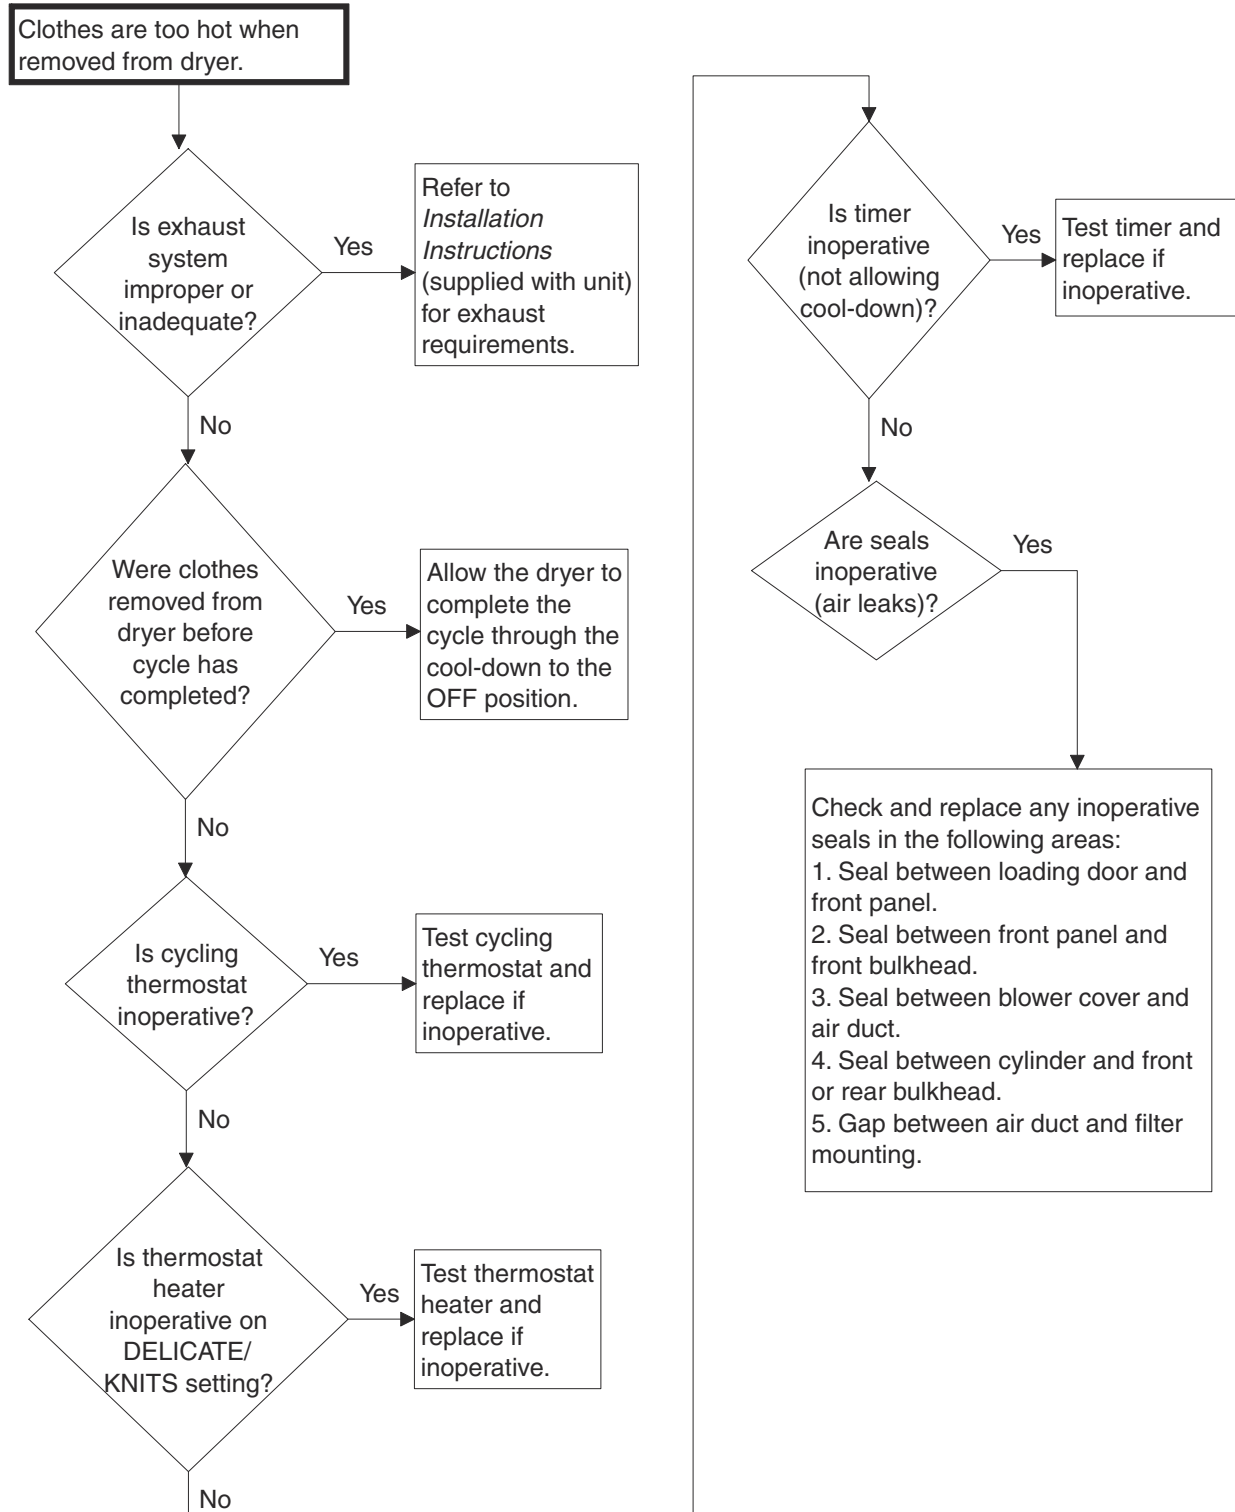 Clothes are too hot when
removed from dryer.
Is exhaust
system
improper or
inadequate?
Yes
Refer to
Installation
Instructions
(supplied with unit)
for exhaust
requirements.
No
Were clothes
removed from
dryer before
cycle has
completed?
Yes
Allow the dryer to
complete the
cycle through the
cool-down to the
OFF position.
No
Is cycling
thermostat
inoperative?
Yes
Test cycling
thermostat and
replace if
inoperative.
No
Is thermostat
heater
inoperative on
DELICATE/
KNITS setting?
Yes
Test thermostat
heater and
replace if
inoperative.
No
Is timer
inoperative
(not allowing
cool-down)?
Yes
Test timer and
replace if
inoperative.
No
Are seals
inoperative
(air leaks)?
Yes
Check and replace any inoperative
seals in the following areas:
1. Seal between loading door and
front panel.
2. Seal between front panel and
front bulkhead.
3. Seal between blower cover and
air duct.
4. Seal between cylinder and front
or rear bulkhead.
5. Gap between air duct and filter
mounting.